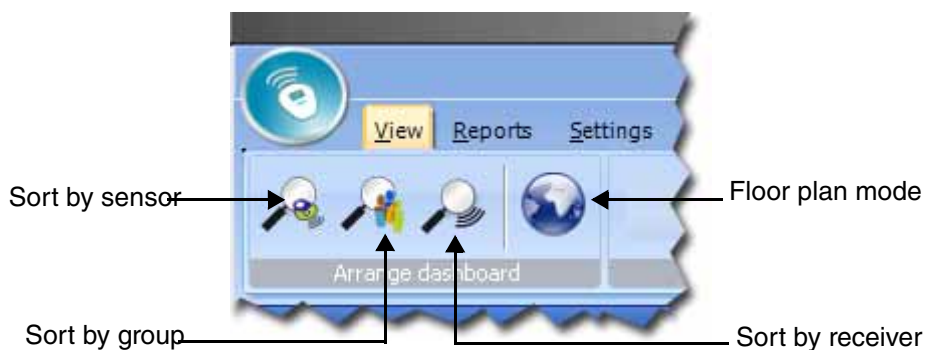 View Reports Settings
Sort by sensor
Floor plan mode
Arrange dashboard
Sort by group
Sort by receiver